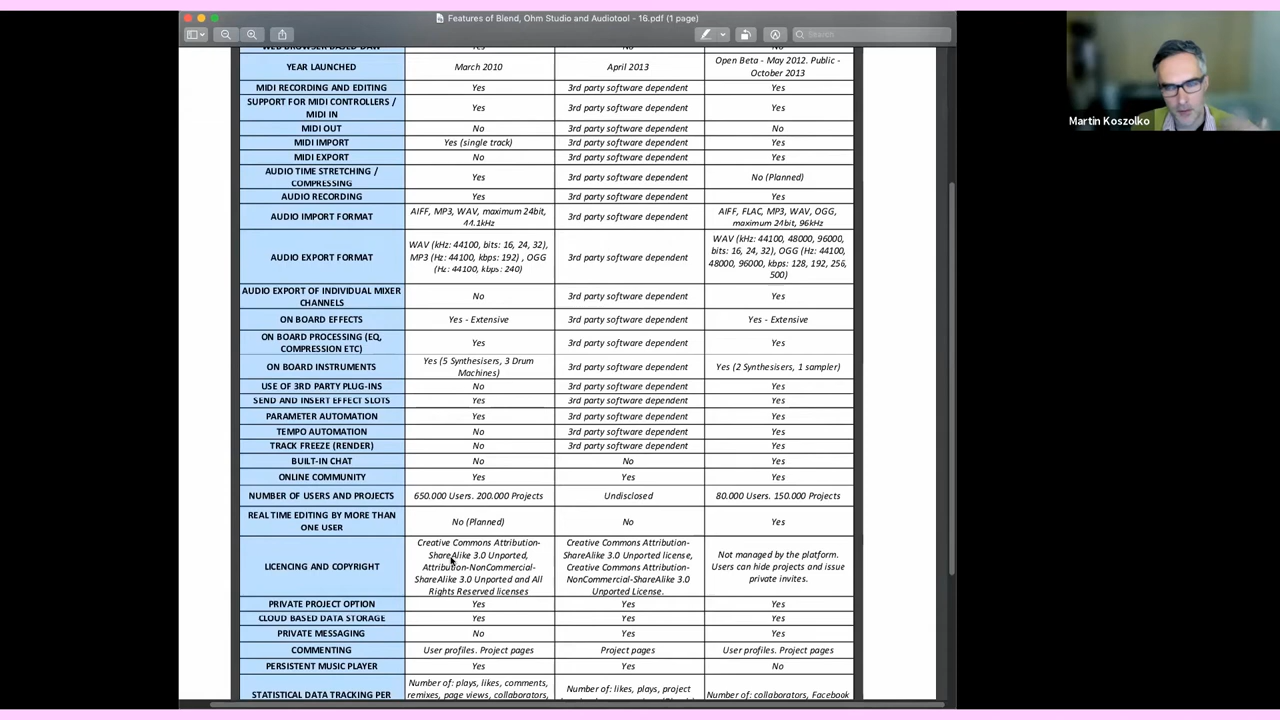 Features of Blend, Ohm Studio and Audiotool - 16.pdf (1 page)
Search
WEB BROWSER BASED DAW Yes No No
YEAR LAUNCHED March 2010 April 2013 Open Beta - May 2012. Public -
October 2013
MIDI RECORDING AND EDITING Yes 3rd party software dependent Yes
SUPPORT FOR MIDI CONTROLLERS /
MIDI IN Yes 3rd party software dependent Yes
MIDI OUT No 3rd party software dependent No
MIDI IMPORT Yes (single track) 3rd party software dependent Yes
MIDI EXPORT No 3rd party software dependent Yes
AUDIO TIME STRETCHING /
COMPRESSING Yes 3rd party software dependent No (Planned)
AUDIO RECORDING Yes 3rd party software dependent Yes
AUDIO IMPORT FORMAT AIFF, MP3, WAV, maximum 24bit,
44.1kHz 3rd party software dependent AIFF, FLAC, MP3, WAV, OGG,
maximum 24bit, 96kHz
AUDIO EXPORT FORMAT WAV (kHz: 44100, bits: 16, 24, 32),
MP3 (Hz: 44100, kbps: 192) , OGG
(Hz: 44100, kbps: 240) 3rd party software dependent WAV (kHz: 44100, 48000, 96000,
bits: 16, 24, 32), OGG (Hz: 44100,
48000, 96000, kbps: 128, 192, 256,
500)
AUDIO EXPORT OF INDIVIDUAL MIXER
CHANNELS No 3rd party software dependent Yes
ON BOARD EFFECTS Yes - Extensive 3rd party software dependent Yes - Extensive
ON BOARD PROCESSING (EQ,
COMPRESSION ETC) Yes 3rd party software dependent Yes
ON BOARD INSTRUMENTS Yes (5 Synthesisers, 3 Drum
Machines) 3rd party software dependent Yes (2 Synthesisers, 1 sampler)
USE OF 3RD PARTY PLUG-INS No 3rd party software dependent Yes
SEND AND INSERT EFFECT SLOTS Yes 3rd party software dependent Yes
PARAMETER AUTOMATION Yes 3rd party software dependent Yes
TEMPO AUTOMATION No 3rd party software dependent Yes
TRACK FREEZE (RENDER) No 3rd party software dependent Yes
BUILT-IN CHAT No No Yes
ONLINE COMMUNITY Yes Yes Yes
NUMBER OF USERS AND PROJECTS 650.000 Users. 200.000 Projects Undisclosed 80.000 Users. 150.000 Projects
REAL TIME EDITING BY MORE THAN
ONE USER No (Planned) No Yes
LICENCING AND COPYRIGHT Creative Commons Attribution-
ShareAlike 3.0 Unported,
Attribution-NonCommercial-
ShareAlike 3.0 Unported and All
Rights Reserved licenses Creative Commons Attribution-
ShareAlike 3.0 Unported license,
Creative Commons Attribution-
NonCommercial-ShareAlike 3.0
Unported License. Not managed by the platform.
Users can hide projects and issue
private invites.
PRIVATE PROJECT OPTION Yes Yes Yes
CLOUD BASED DATA STORAGE Yes Yes Yes
PRIVATE MESSAGING No Yes Yes
COMMENTING User profiles. Project pages Project pages User profiles. Project pages
PERSISTENT MUSIC PLAYER Yes Yes No
STATISTICAL DATA TRACKING PER Number of: plays, likes, comments,
remixes, page views, collaborators, Number of: likes, plays, project Number of: collaborators, Facebook
Martin Koszolko